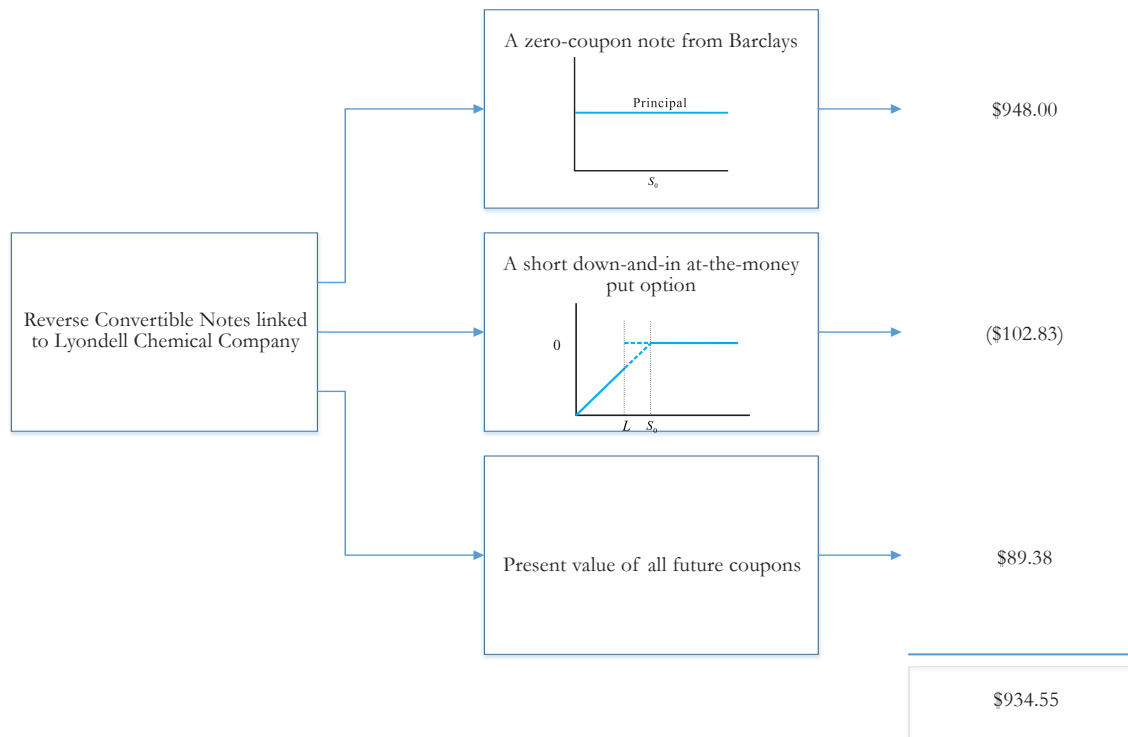 A zero-coupon note from Barclays
Principal
S₀
$948.00
Reverse Convertible Notes linked
to Lyondell Chemical Company
A short down-and-in at-the-money
put option
0
L S₀
($102.83)
Present value of all future coupons
$89.38
$934.55